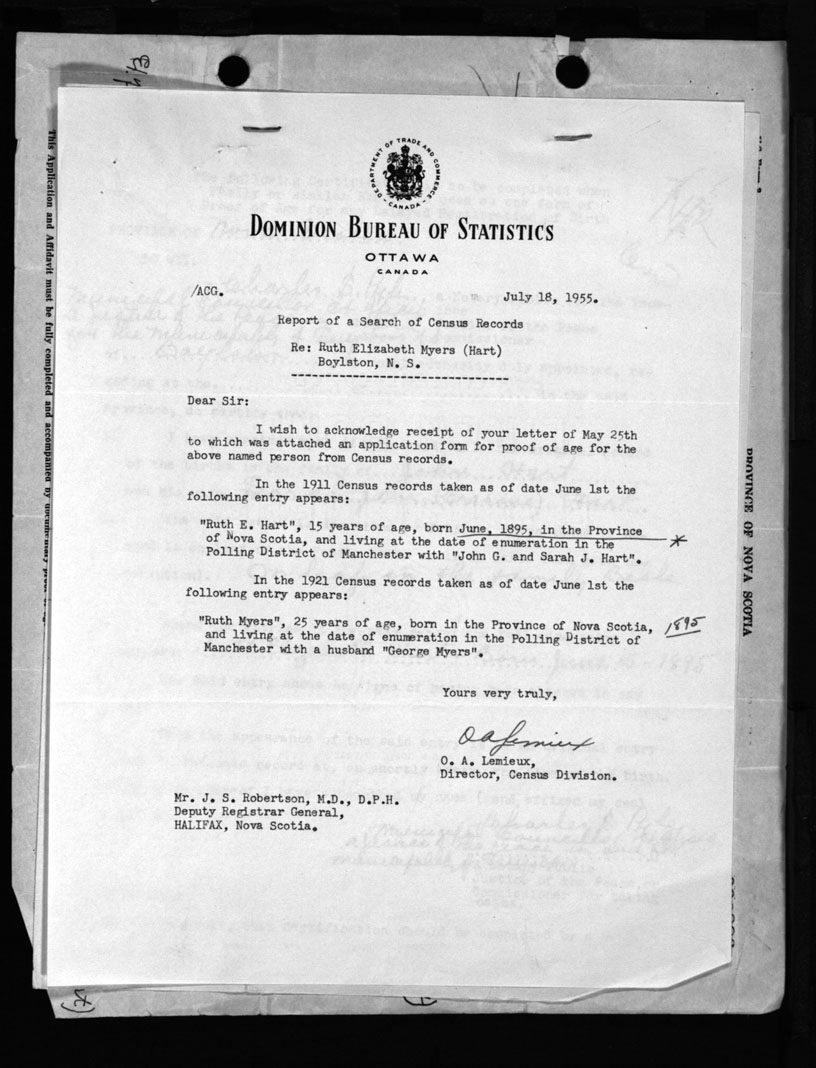 DEPARTMENT OF TRADE AND COMMERCE
- CANADA -
DOMINION BUREAU OF STATISTICS
OTTAWA
CANADA
/ACG.
July 18, 1955.
Report of a Search of Census Records
Re: Ruth Elizabeth Myers (Hart)
Boylston, N. S.
--------------------------------
Dear Sir:
I wish to acknowledge receipt of your letter of May 25th
to which was attached an application form for proof of age for the
above named person from Census records.
In the 1911 Census records taken as of date June 1st the
following entry appears:
"Ruth E. Hart", 15 years of age, born June, 1895, in the Province
of Nova Scotia, and living at the date of enumeration in the *
Polling District of Manchester with "John G. and Sarah J. Hart".
In the 1921 Census records taken as of date June 1st the
following entry appears:
"Ruth Myers", 25 years of age, born in the Province of Nova Scotia, 1895
and living at the date of enumeration in the Polling District of
Manchester with a husband "George Myers".
Yours very truly,
O A Lemieux
O. A. Lemieux,
Director, Census Division.
Mr. J. S. Robertson, M.D., D.P.H.
Deputy Registrar General,
HALIFAX, Nova Scotia.
This Application and Affidavit must be fully completed and accompanied by documentary
PROVINCE OF NOVA SCOTIA